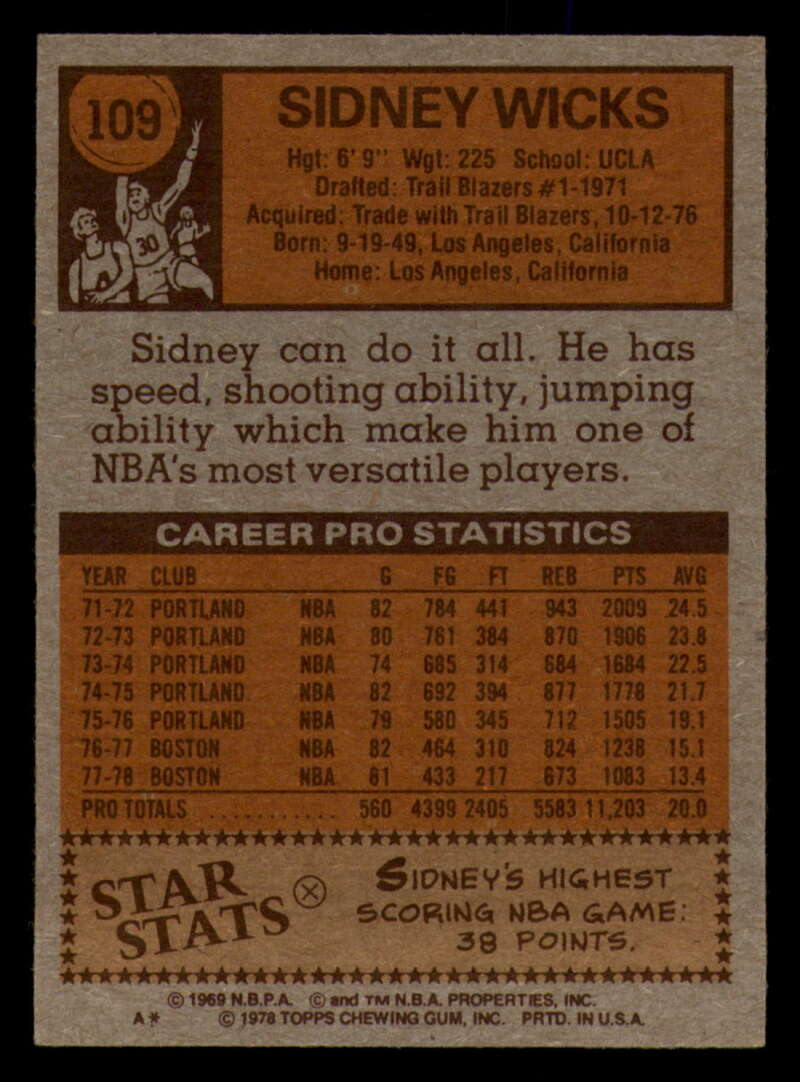 109
SIDNEY WICKS
Hgt: 6' 9" Wgt: 225 School: UCLA
Drafted: Trail Blazers #1-1971
Acquired: Trade with Trail Blazers, 10-12-76
Born: 9-19-49, Los Angeles, California
Home: Los Angeles, California
30
Sidney can do it all. He has
speed, shooting ability, jumping
ability which make him one of
NBA's most versatile players.
CAREER PRO STATISTICS
YEAR CLUB G FG FT REB PTS AVG
71-72 PORTLAND NBA 82 784 441 943 2009 24.5
72-73 PORTLAND NBA 80 761 384 870 1906 23.8
73-74 PORTLAND NBA 74 685 314 684 1684 22.5
74-75 PORTLAND NBA 82 692 394 877 1778 21.7
75-76 PORTLAND NBA 79 580 345 712 1505 19.1
76-77 BOSTON NBA 82 464 310 824 1238 15.1
77-78 BOSTON NBA 81 433 217 673 1083 13.4
PRO TOTALS ........... 560 4399 2405 5583 11,203 20.0
STAR STATS
SIDNEY'S HIGHEST
SCORING NBA GAME:
38 POINTS.
© 1969 N.B.P.A. © and TM N.B.A. PROPERTIES, INC.
A* © 1978 TOPPS CHEWING GUM, INC. PRTD. IN U.S.A.